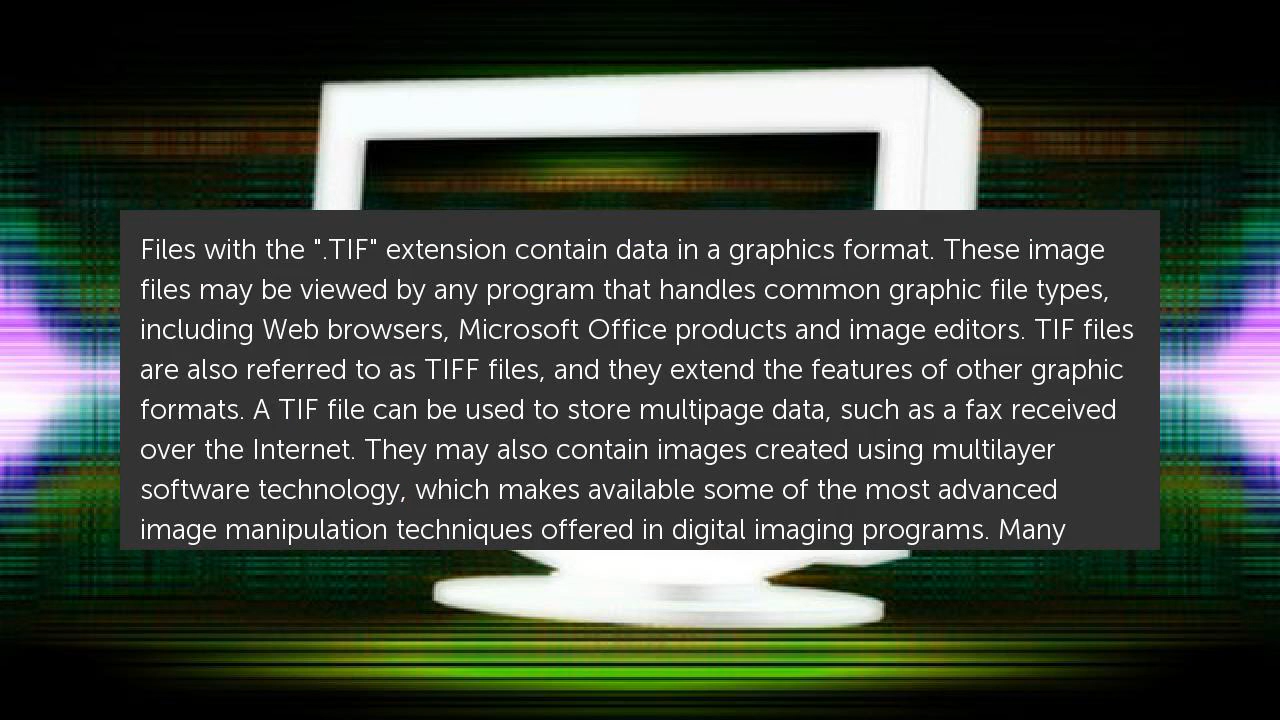 Files with the ".TIF" extension contain data in a graphics format. These image
files may be viewed by any program that handles common graphic file types,
including Web browsers, Microsoft Office products and image editors. TIF files
are also referred to as TIFF files, and they extend the features of other graphic
formats. A TIF file can be used to store multipage data, such as a fax received
over the Internet. They may also contain images created using multilayer
software technology, which makes available some of the most advanced
image manipulation techniques offered in digital imaging programs. Many